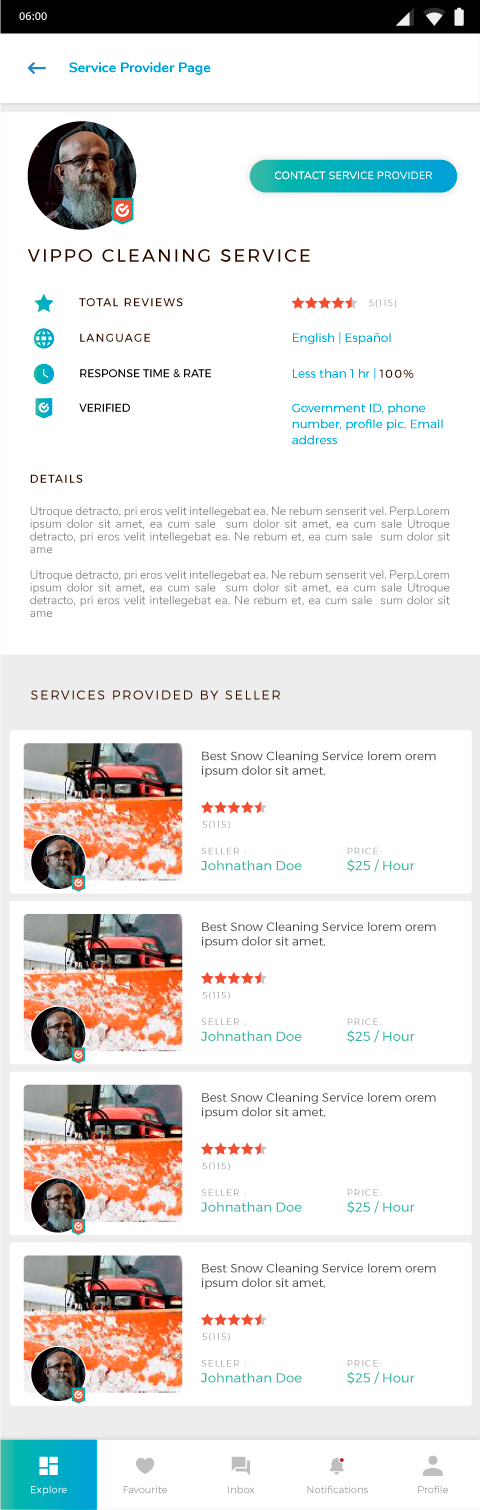 06:00
Service Provider Page
CONTACT SERVICE PROVIDER
VIPPO CLEANING SERVICE
TOTAL REVIEWS
5(115)
LANGUAGE
English | Español
RESPONSE TIME & RATE
Less than 1 hr | 100%
VERIFIED
Government ID, phone
number, profile pic, Email
address
DETAILS
Utroque detracto, pri eros velit intellegebat ea. Ne rebum senserit vel. Perp.Lorem
ipsum dolor sit amet, ea cum sale sum dolor sit amet, ea cum sale Utroque
detracto, pri eros velit intellegebat ea. Ne rebum et, ea cum sale sum dolor sit
ame
Utroque detracto, pri eros velit intellegebat ea. Ne rebum senserit vel. Perp.Lorem
ipsum dolor sit amet, ea cum sale sum dolor sit amet, ea cum sale Utroque
detracto, pri eros velit intellegebat ea. Ne rebum et, ea cum sale sum dolor sit
ame
SERVICES PROVIDED BY SELLER
Best Snow Cleaning Service lorem orem
ipsum dolor sit amet,
5(115)
SELLER : PRICE:
Johnathan Doe $25 / Hour
Best Snow Cleaning Service lorem orem
ipsum dolor sit amet,
5(115)
SELLER : PRICE:
Johnathan Doe $25 / Hour
Best Snow Cleaning Service lorem orem
ipsum dolor sit amet,
5(115)
SELLER : PRICE:
Johnathan Doe $25 / Hour
Best Snow Cleaning Service lorem orem
ipsum dolor sit amet,
5(115)
SELLER : PRICE:
Johnathan Doe $25 / Hour
Explore Favourite Inbox Notifications Profile